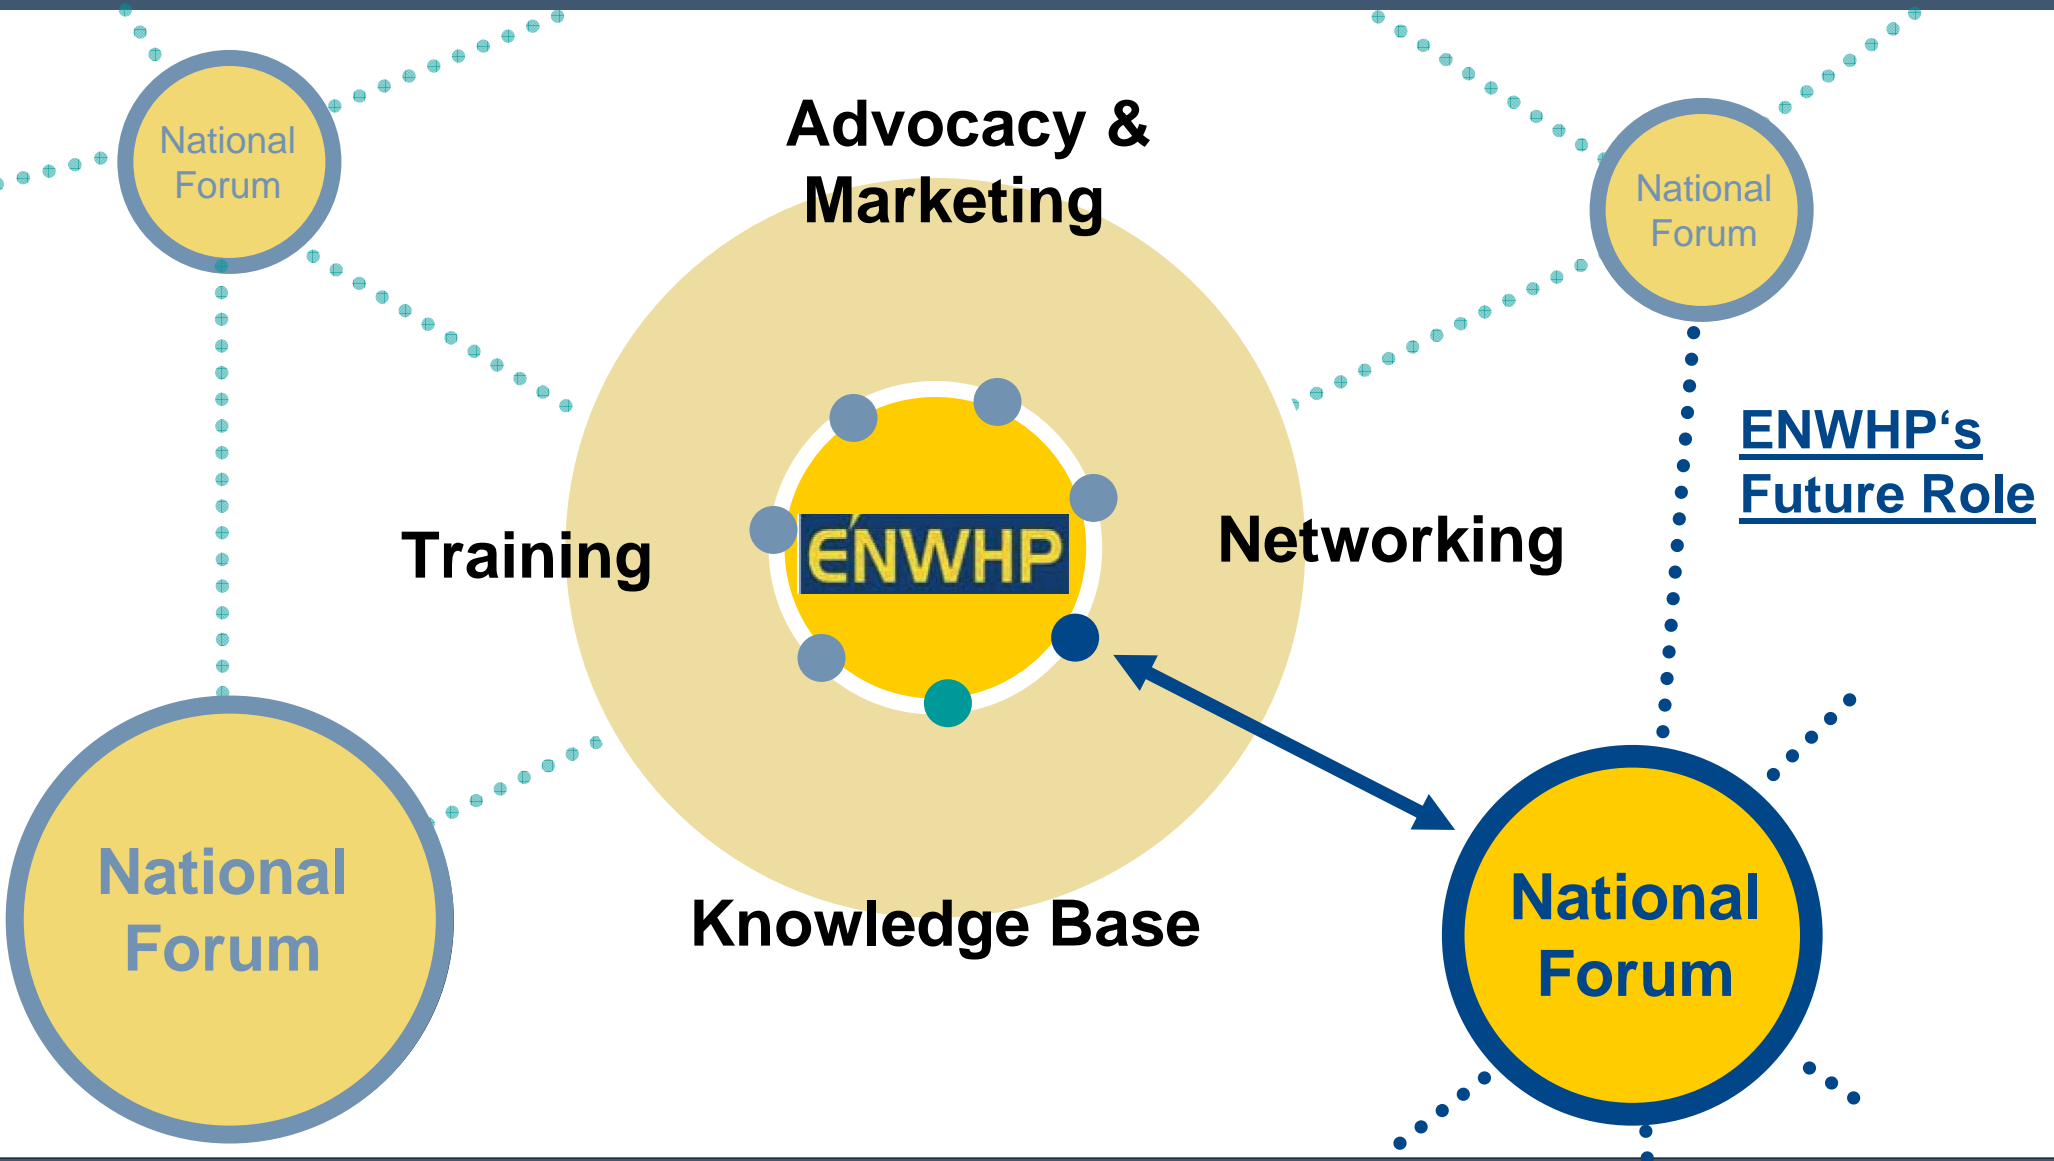 National
Forum
Advocacy &
Marketing
National
Forum
ENWHP‘s
Future Role
Training
ENWHP
Networking
National
Forum
Knowledge Base
National
Forum